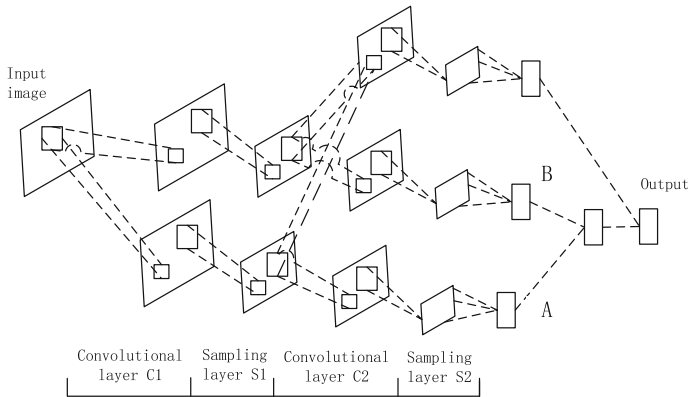 Input
image
B
Output
A
Convolutional
layer C1
Sampling
layer S1
Convolutional
layer C2
Sampling
layer S2